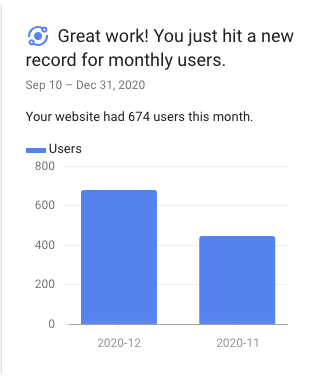 Great work! You just hit a new
record for monthly users.
Sep 10 – Dec 31, 2020
Your website had 674 users this month.
Users
800
600
400
200
0
2020-12 2020-11